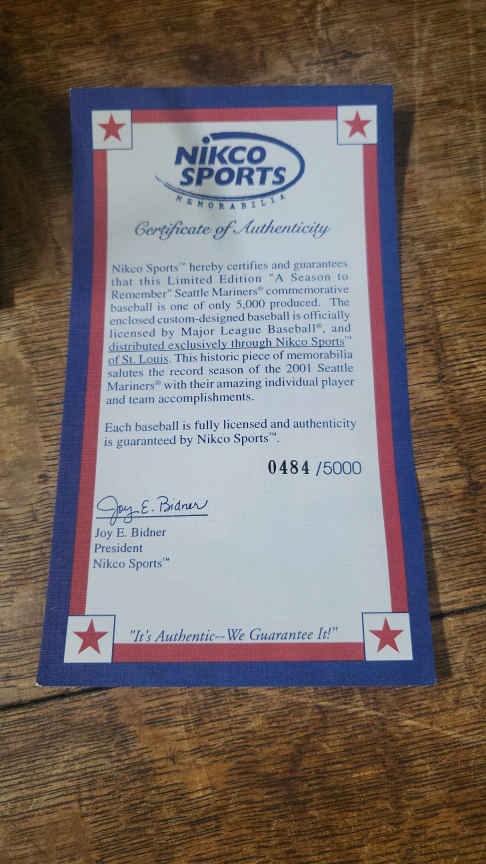 NIKCO
SPORTS
MEMORABILIA
Certificate of Authenticity
Nikco Sports™ hereby certifies and guarantees
that this Limited Edition "A Season to
Remember" Seattle Mariners® commemorative
baseball is one of only 5,000 produced. The
enclosed custom-designed baseball is officially
licensed by Major League Baseball®, and
distributed exclusively through Nikco Sports™
of St. Louis. This historic piece of memorabilia
salutes the record season of the 2001 Seattle
Mariners® with their amazing individual player
and team accomplishments.
Each baseball is fully licensed and authenticity
is guaranteed by Nikco Sports™.
0484 /5000
Joy E. Bidner
Joy E. Bidner
President
Nikco Sports™
"It's Authentic--We Guarantee It!"